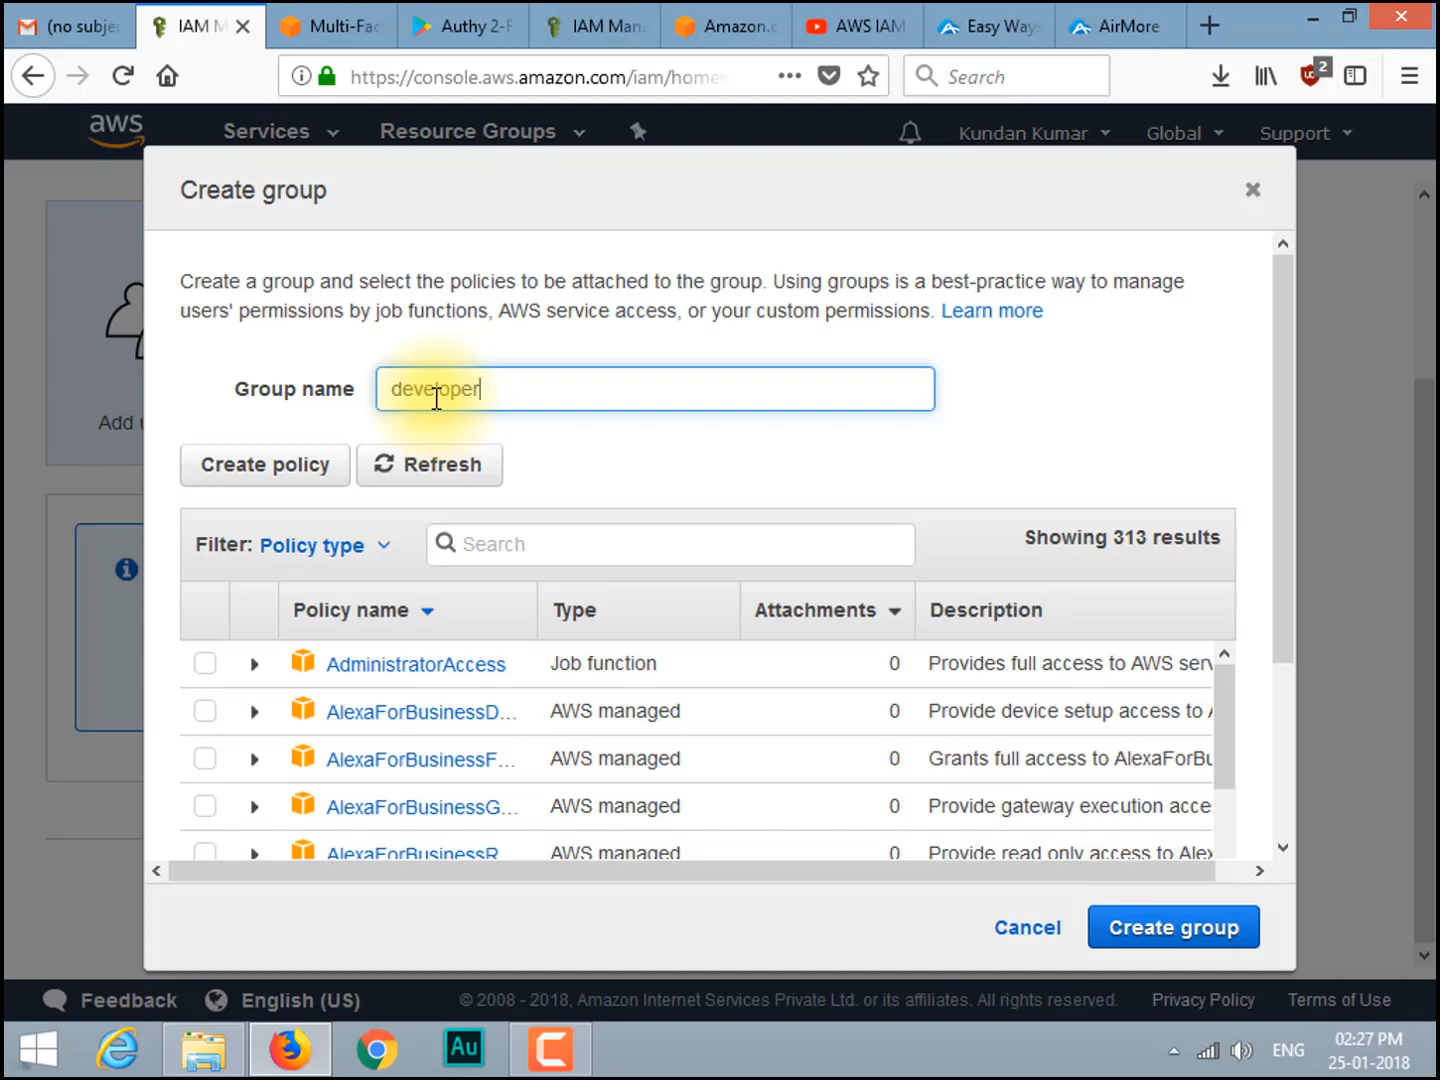 (no subje
IAM M
Multi-Fac
Authy 2-F
IAM Man
Amazon.c
AWS IAM
Easy Way
AirMore
https://console.aws.amazon.com/iam/home
Search
2
aws
Services
Resource Groups
Kundan Kumar
Global
Support
Create group
Create a group and select the policies to be attached to the group. Using groups is a best-practice way to manage
users' permissions by job functions, AWS service access, or your custom permissions. Learn more
Group name
developer
Add u
Create policy
Refresh
Filter: Policy type
Search
Showing 313 results
Policy name
Type
Attachments
Description
AdministratorAccess
Job function
0
Provides full access to AWS serv
AlexaForBusinessD...
AWS managed
0
Provide device setup access to A
AlexaForBusinessF...
AWS managed
0
Grants full access to AlexaForBu
AlexaForBusinessG...
AWS managed
0
Provide gateway execution acce
AlexaForBusinessR
AWS managed
0
Provide read only access to Alex
Cancel
Create group
Feedback
English (US)
© 2008 - 2018, Amazon Internet Services Private Ltd. or its affiliates. All rights reserved.
Privacy Policy
Terms of Use
Au
ENG
02:27 PM
25-01-2018